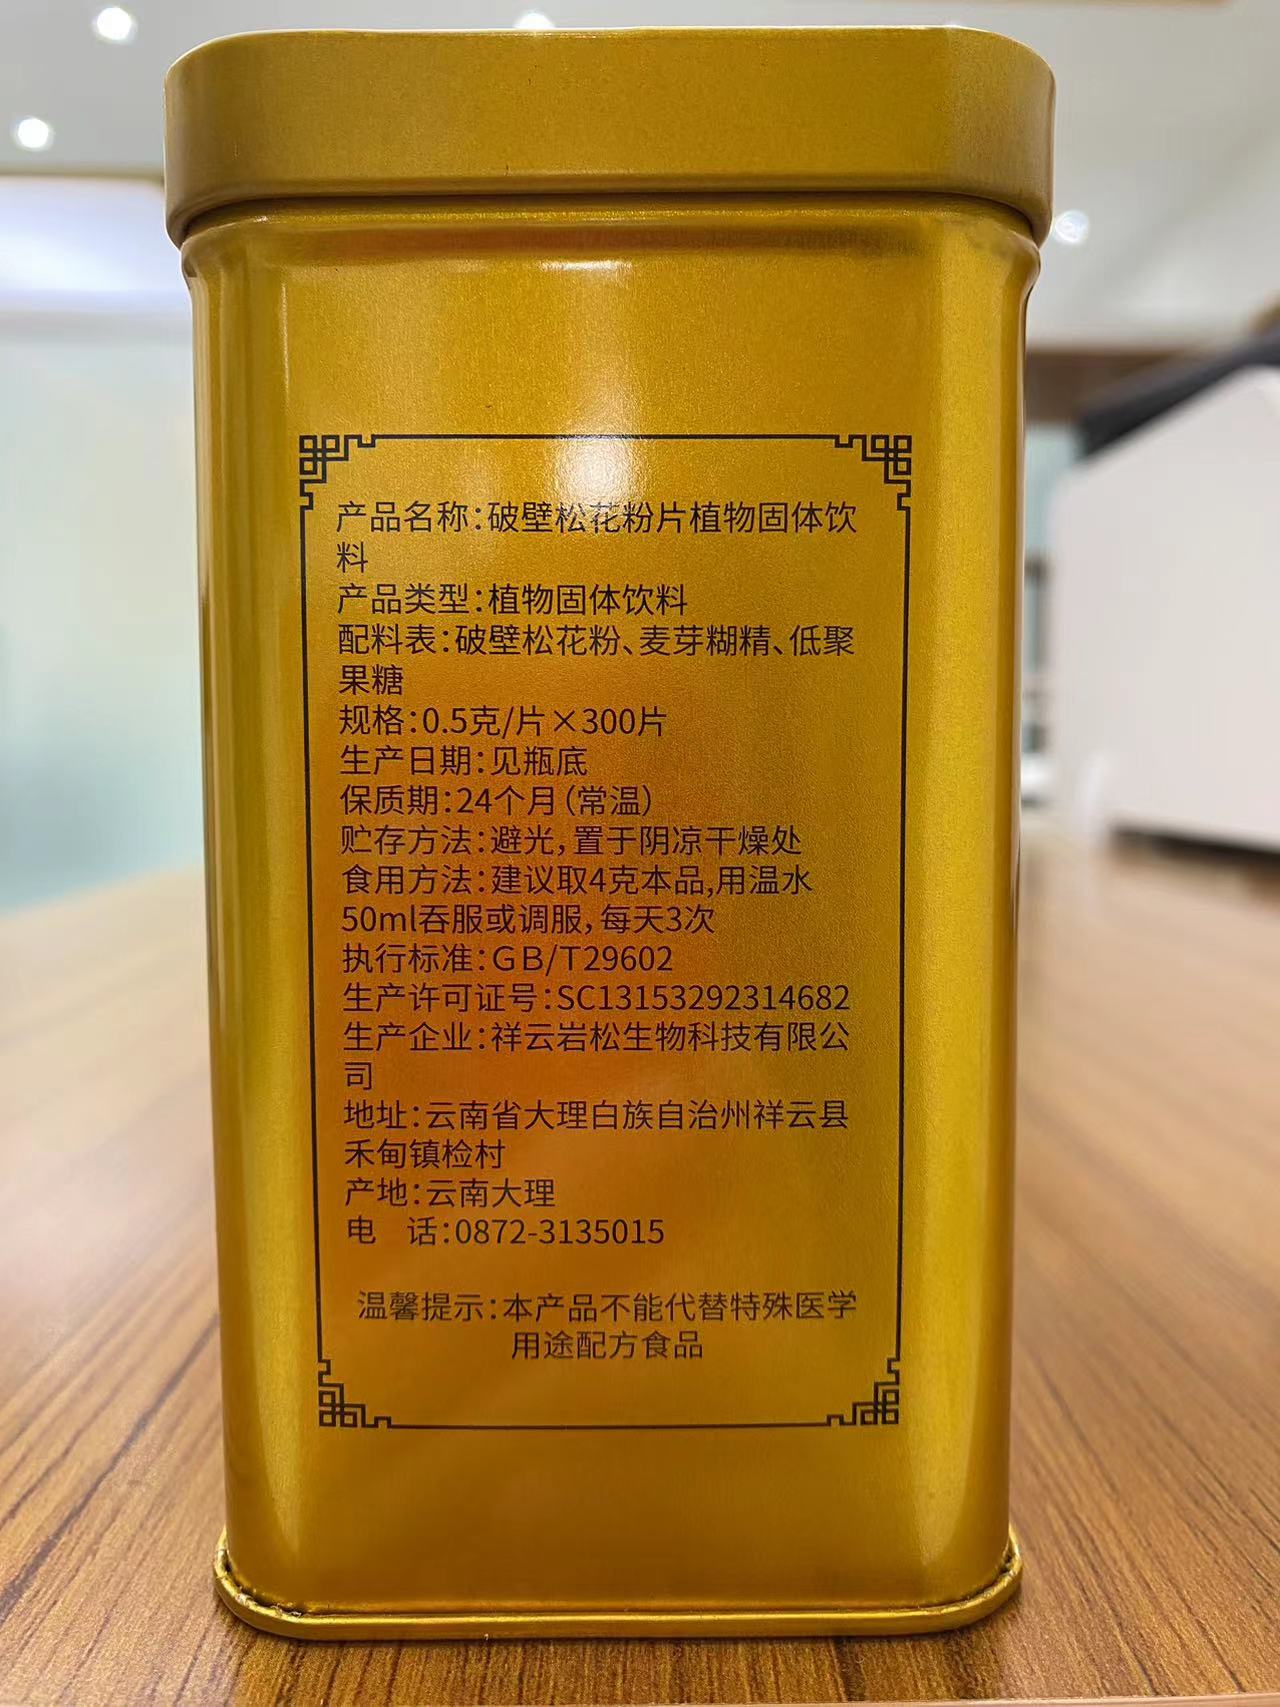 产品名称：破壁松花粉片植物固体饮
料
产品类型：植物固体饮料
配料表：破壁松花粉、麦芽糊精、低聚
果糖
规格：0.5克/片×300片
生产日期：见瓶底
保质期：24个月（常温）
贮存方法：避光，置于阴凉干燥处
食用方法：建议取4克本品,用温水
50ml吞服或调服，每天3次
执行标准：GB/T29602
生产许可证号：SC13153292314682
生产企业：祥云岩松生物科技有限公
司
地址：云南省大理白族自治州祥云县
禾甸镇检村
产地：云南大理
电　话：0872-3135015
温馨提示：本产品不能代替特殊医学
用途配方食品